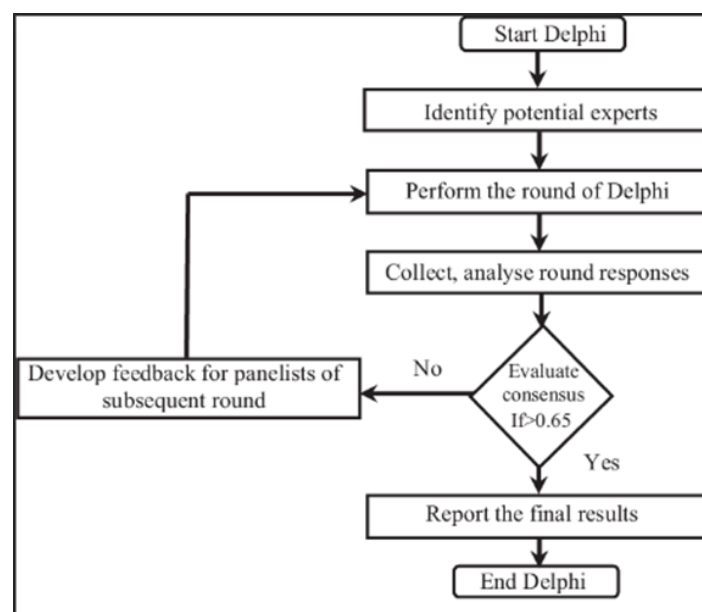 Start Delphi
Identify potential experts
Perform the round of Delphi
Collect, analyse round responses
Evaluate
consensus
If>0.65
No
Develop feedback for panelists of
subsequent round
Yes
Report the final results
End Delphi